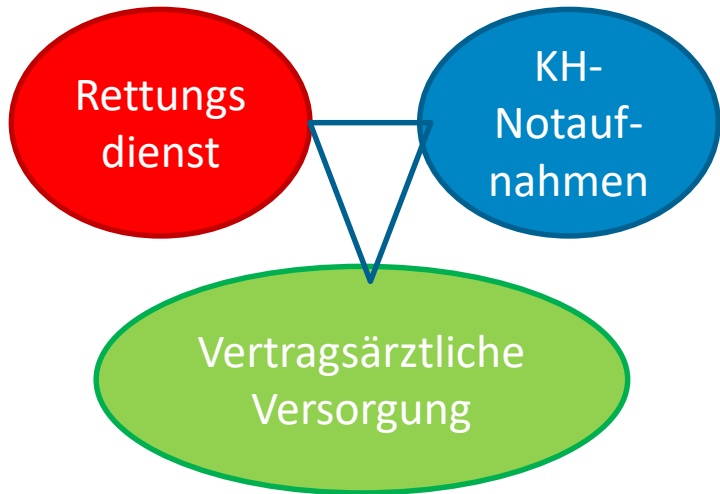 Rettungs
dienst
KH-
Notauf-
nahmen
Vertragsärztliche
Versorgung